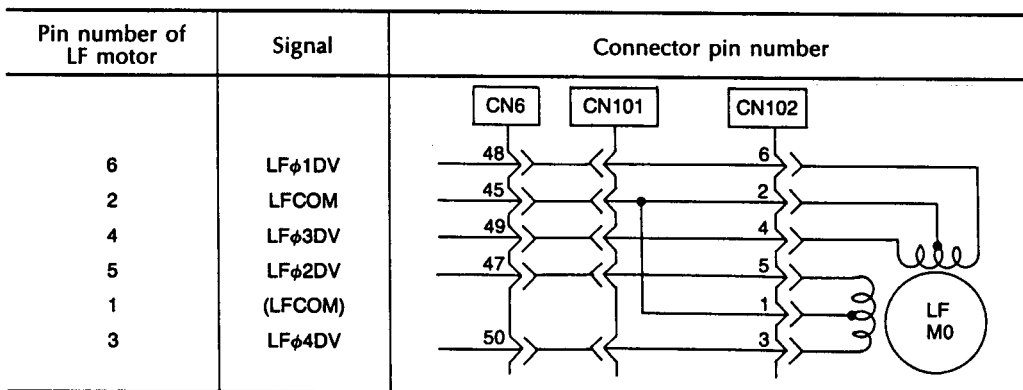 Pin number of LF motor Signal Connector pin number
CN6 CN101 CN102
6 LFϕ1DV 48 6
2 LFCOM 45 2
4 LFϕ3DV 49 4
5 LFϕ2DV 47 5
1 (LFCOM) 1
3 LFϕ4DV 50 3
LF
M0